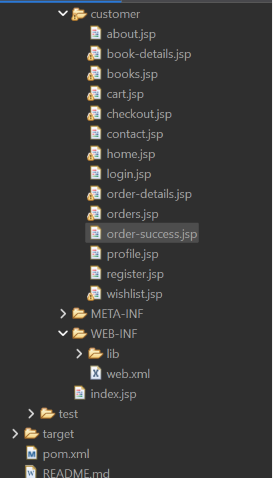 customer
about.jsp
book-details.jsp
books.jsp
cart.jsp
checkout.jsp
contact.jsp
home.jsp
login.jsp
order-details.jsp
orders.jsp
order-success.jsp
profile.jsp
register.jsp
wishlist.jsp
META-INF
WEB-INF
lib
web.xml
index.jsp
test
target
pom.xml
README.md